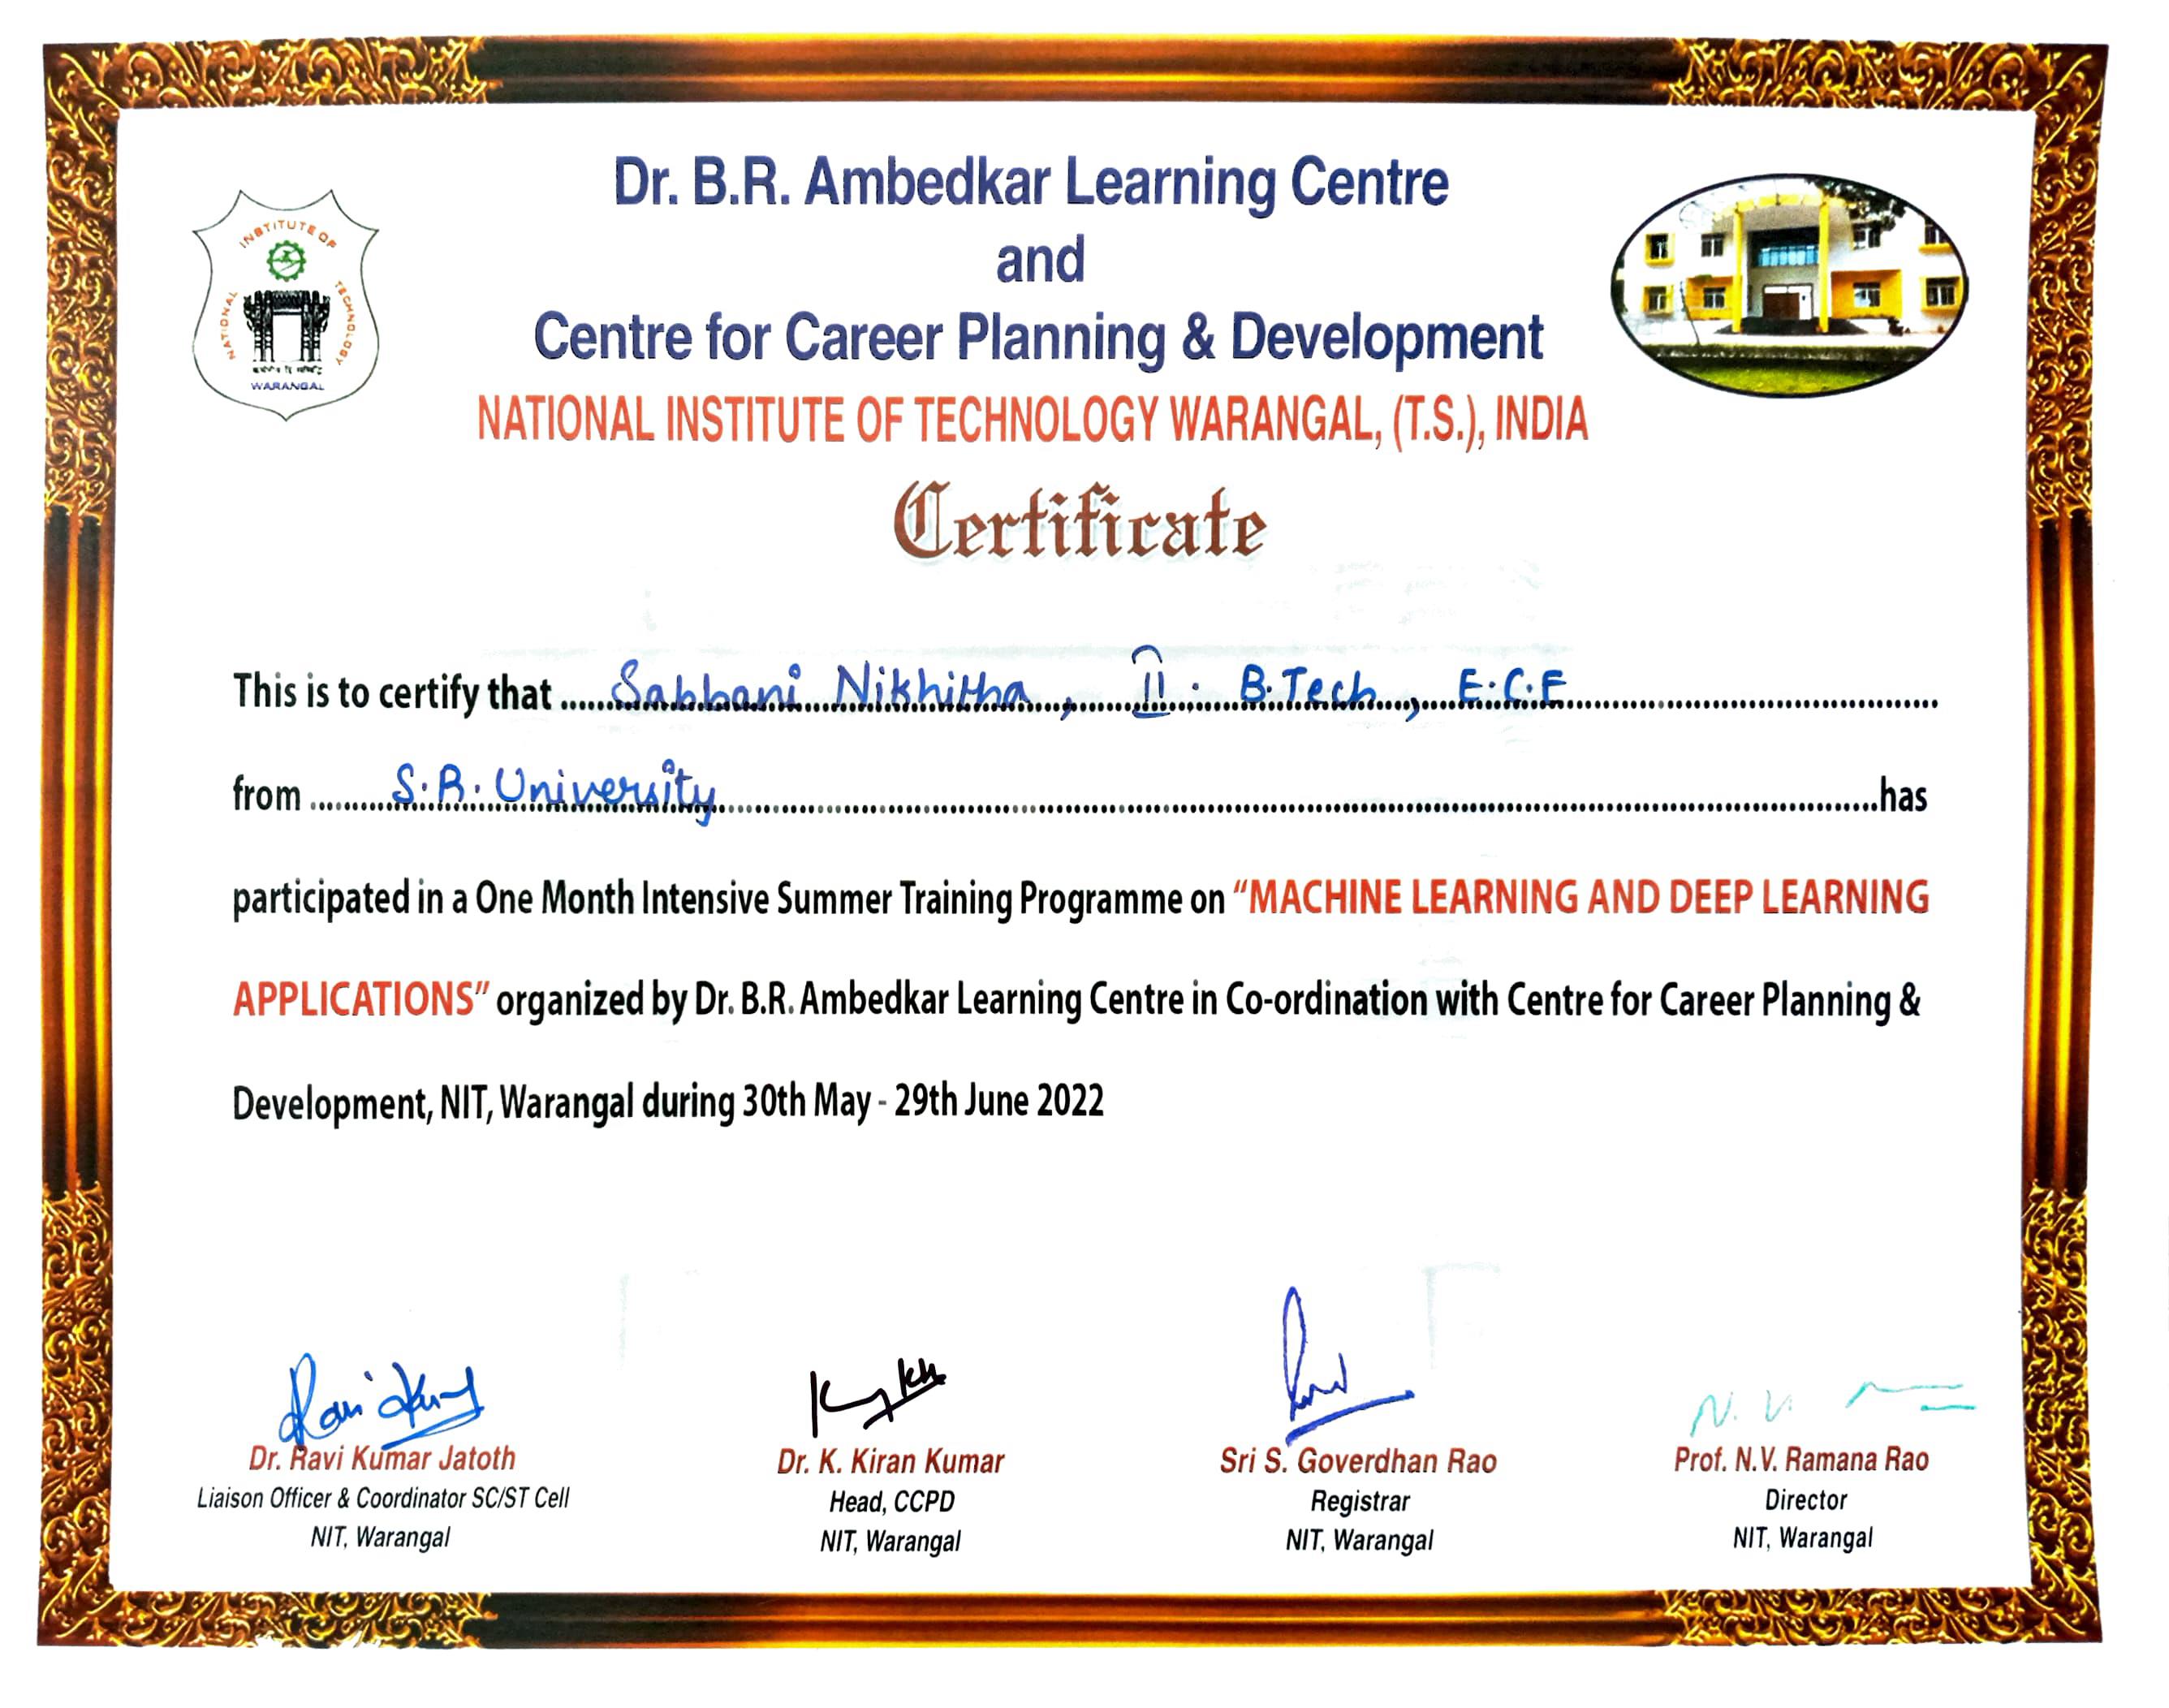 Dr. B.R. Ambedkar Learning Centre
and
Centre for Career Planning & Development
NATIONAL INSTITUTE OF TECHNOLOGY WARANGAL, (T.S.), INDIA
NATIONAL INSTITUTE OF TECHNOLOGY
WARANGAL
Certificate
This is to certify that Sabbani Nikhitha, II. B.Tech, E.C.E
from S.R. University has
participated in a One Month Intensive Summer Training Programme on “MACHINE LEARNING AND DEEP LEARNING
APPLICATIONS” organized by Dr. B.R. Ambedkar Learning Centre in Co-ordination with Centre for Career Planning &
Development, NIT, Warangal during 30th May - 29th June 2022
Dr. Ravi Kumar Jatoth
Liaison Officer & Coordinator SC/ST Cell
NIT, Warangal
Dr. K. Kiran Kumar
Head, CCPD
NIT, Warangal
Sri S. Goverdhan Rao
Registrar
NIT, Warangal
Prof. N.V. Ramana Rao
Director
NIT, Warangal